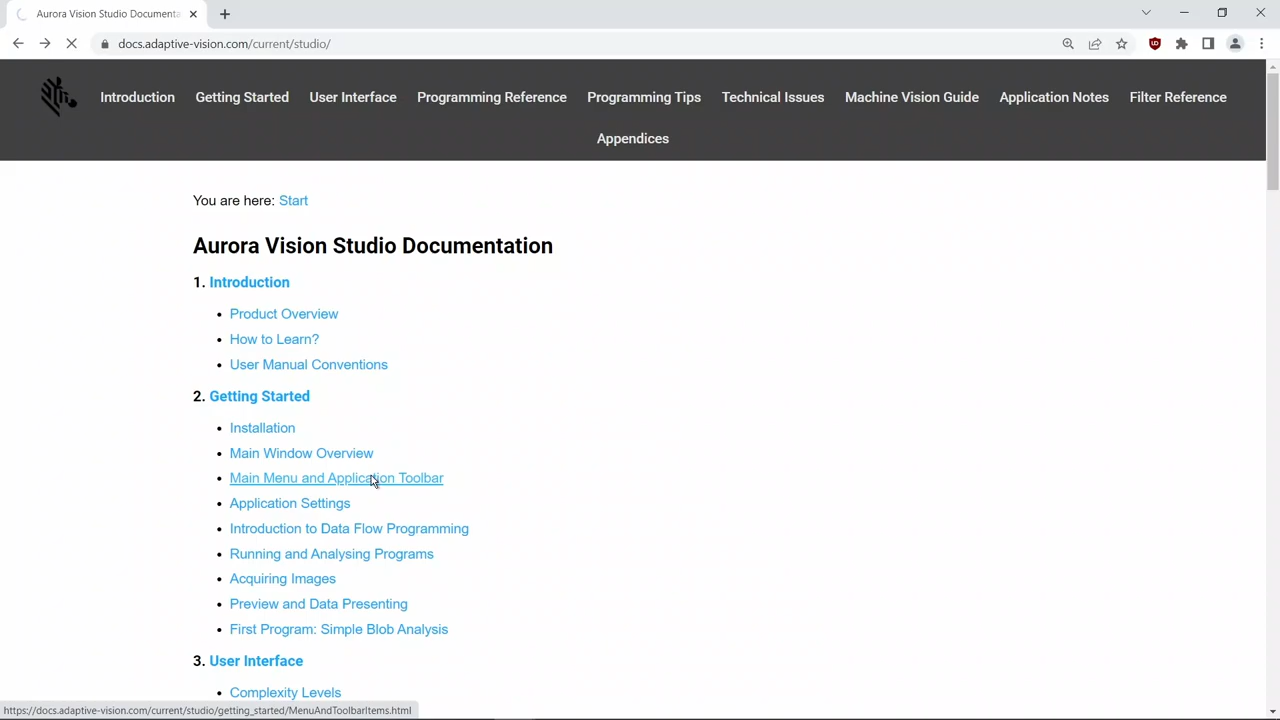 Aurora Vision Studio Documenta
docs.adaptive-vision.com/current/studio/
Introduction Getting Started User Interface Programming Reference Programming Tips Technical Issues Machine Vision Guide Application Notes Filter Reference
Appendices
You are here: Start
Aurora Vision Studio Documentation
1. Introduction
• Product Overview
• How to Learn?
• User Manual Conventions
2. Getting Started
• Installation
• Main Window Overview
• Main Menu and Application Toolbar
• Application Settings
• Introduction to Data Flow Programming
• Running and Analysing Programs
• Acquiring Images
• Preview and Data Presenting
• First Program: Simple Blob Analysis
3. User Interface
• Complexity Levels
https://docs.adaptive-vision.com/current/studio/getting_started/MenuAndToolbarItems.html